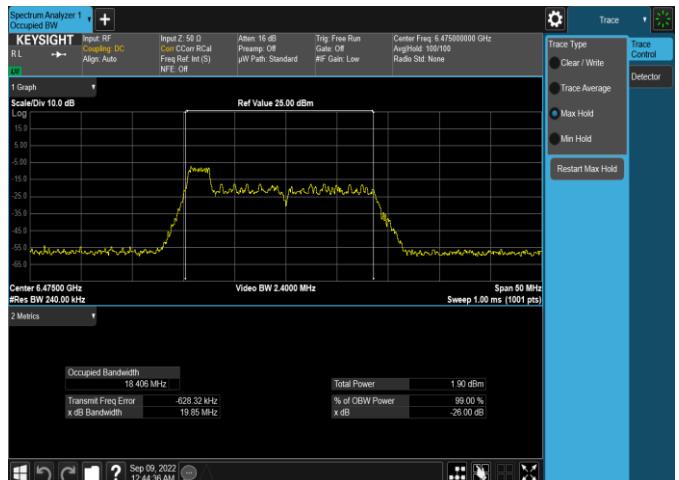 Spectrum Analyzer 1
Occupied BW
Trace
KEYSIGHT
RL
Input: RF
Coupling: DC
Align: Auto
Input Z: 50 Ω
Corr CCorr RCal
Freq Ref: Int (S)
NFE: Off
Atten: 16 dB
Preamp: Off
µW Path: Standard
Trig: Free Run
Gate: Off
#IF Gain: Low
Center Freq: 6.475000000 GHz
Avg|Hold: 100/100
Radio Std: None
Trace Type
Clear / Write
Trace Average
Max Hold
Min Hold
Restart Max Hold
Trace
Control
Detector
1 Graph
Scale/Div 10.0 dB
Ref Value 25.00 dBm
Log
15.0
5.00
-5.00
-15.0
-25.0
-35.0
-45.0
-55.0
-65.0
Center 6.47500 GHz
Video BW 2.4000 MHz
Span 50 MHz
#Res BW 240.00 kHz
Sweep 1.00 ms (1001 pts)
2 Metrics
Occupied Bandwidth
18.406 MHz
Total Power 1.90 dBm
Transmit Freq Error -628.32 kHz
% of OBW Power 99.00 %
x dB Bandwidth 19.85 MHz
x dB -26.00 dB
?
Sep 09, 2022
12:44:36 AM